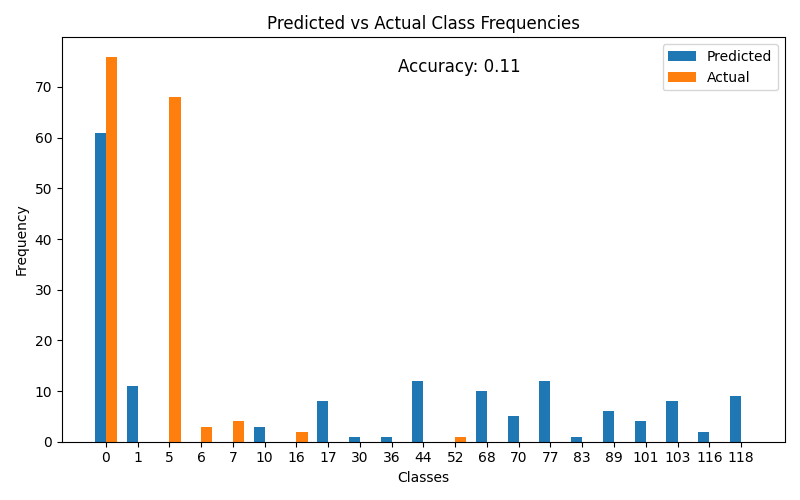 Predicted vs Actual Class Frequencies
Accuracy: 0.11
Predicted
Actual
Frequency
70
60
50
40
30
20
10
0
0 1 5 6 7 10 16 17 30 36 44 52 68 70 77 83 89 101 103 116 118
Classes